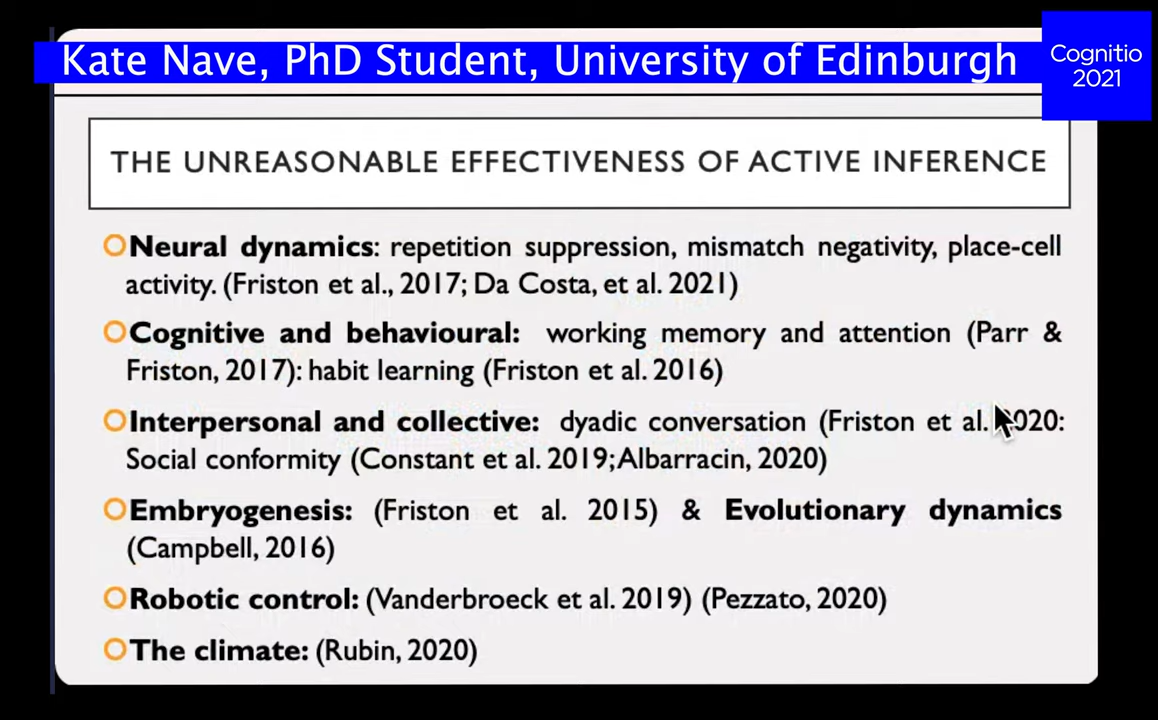 Kate Nave, PhD Student, University of Edinburgh
Cognitio
2021
THE UNREASONABLE EFFECTIVENESS OF ACTIVE INFERENCE
Neural dynamics: repetition suppression, mismatch negativity, place-cell
activity. (Friston et al., 2017; Da Costa, et al. 2021)
Cognitive and behavioural: working memory and attention (Parr &
Friston, 2017): habit learning (Friston et al. 2016)
Interpersonal and collective: dyadic conversation (Friston et al. 2020:
Social conformity (Constant et al. 2019;Albarracin, 2020)
Embryogenesis: (Friston et al. 2015) & Evolutionary dynamics
(Campbell, 2016)
Robotic control: (Vanderbroeck et al. 2019) (Pezzato, 2020)
The climate: (Rubin, 2020)